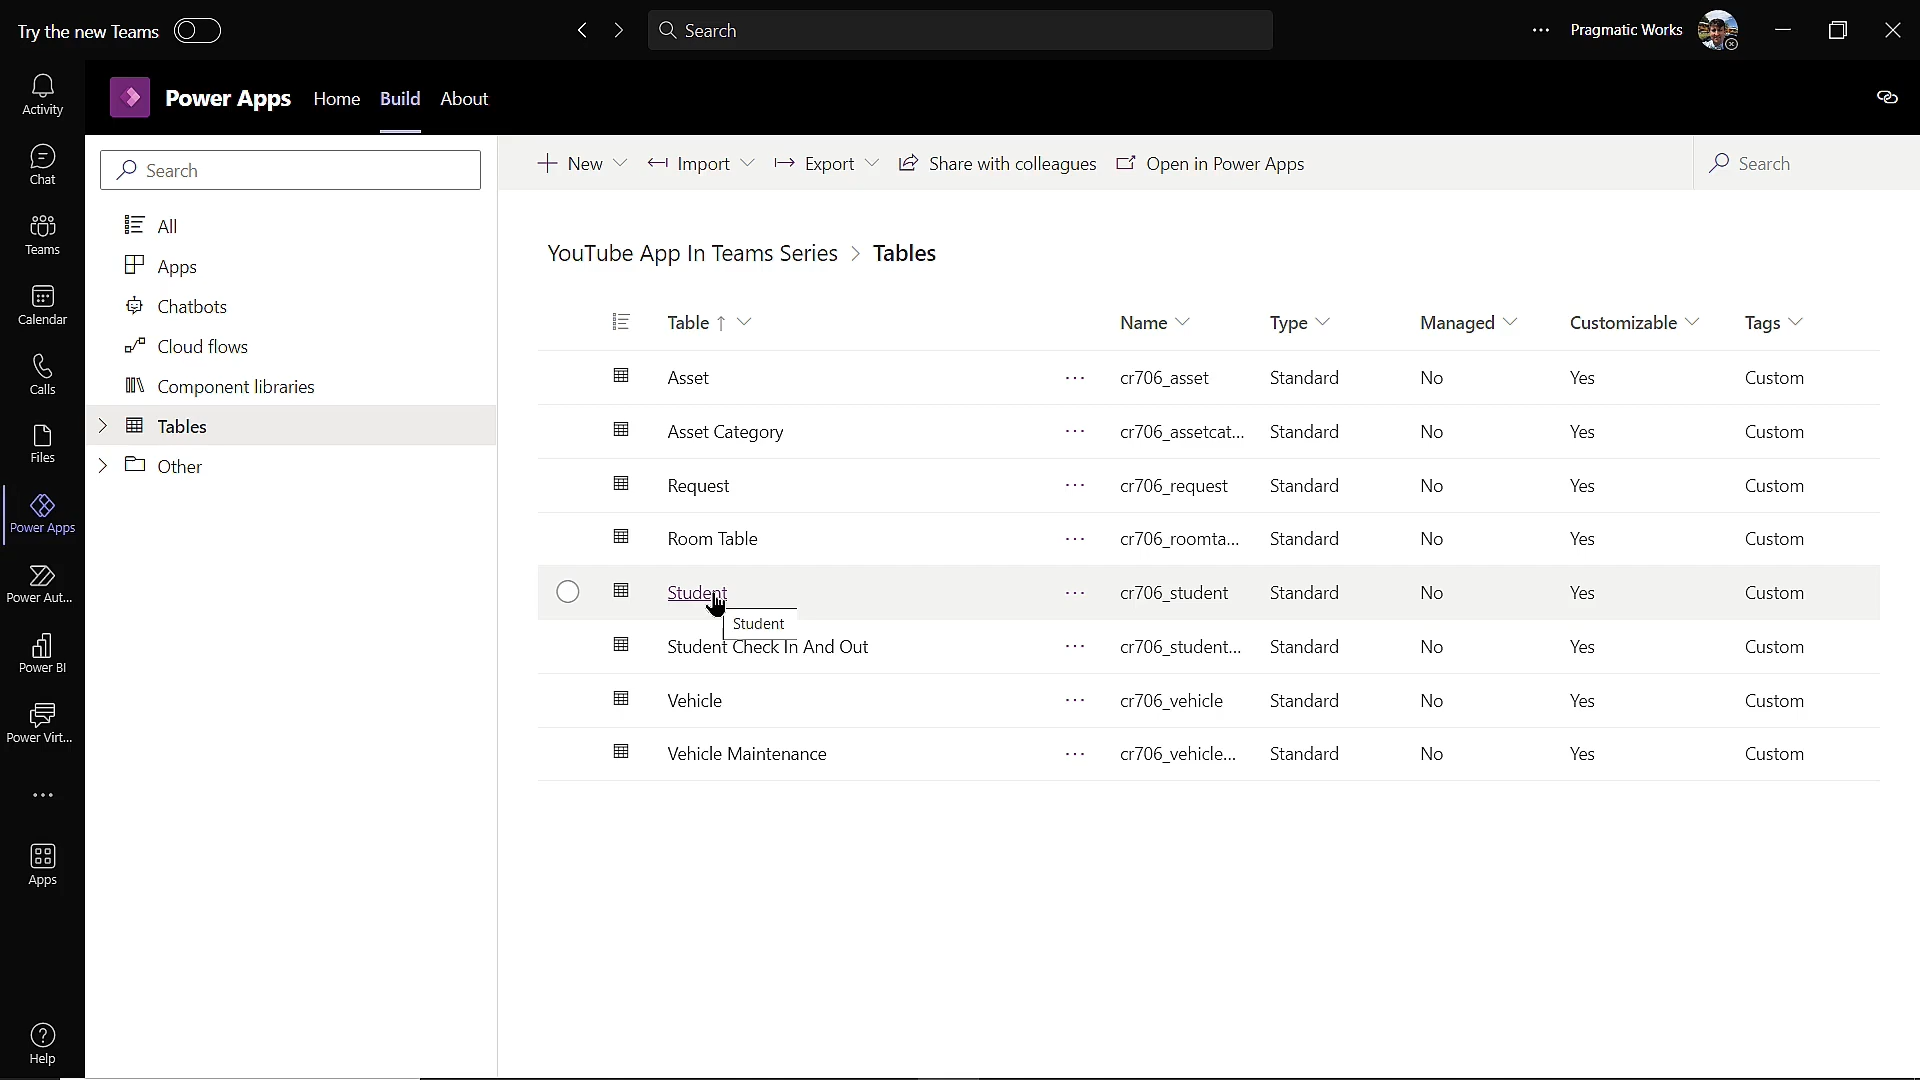 Try the new Teams
Search
Pragmatic Works
Activity
Chat
Teams
Calendar
Calls
Files
Power Apps
Power Aut...
Power BI
Power Virt...
Apps
Help
Power Apps Home Build About
Search
All
Apps
Chatbots
Cloud flows
Component libraries
Tables
Other
New Import Export Share with colleagues Open in Power Apps Search
YouTube App In Teams Series > Tables
Table ↑ Name Type Managed Customizable Tags
Asset ... cr706_asset Standard No Yes Custom
Asset Category ... cr706_assetcat... Standard No Yes Custom
Request ... cr706_request Standard No Yes Custom
Room Table ... cr706_roomta... Standard No Yes Custom
Student ... cr706_student Standard No Yes Custom
Student
Student Check In And Out ... cr706_student... Standard No Yes Custom
Vehicle ... cr706_vehicle Standard No Yes Custom
Vehicle Maintenance ... cr706_vehicle... Standard No Yes Custom